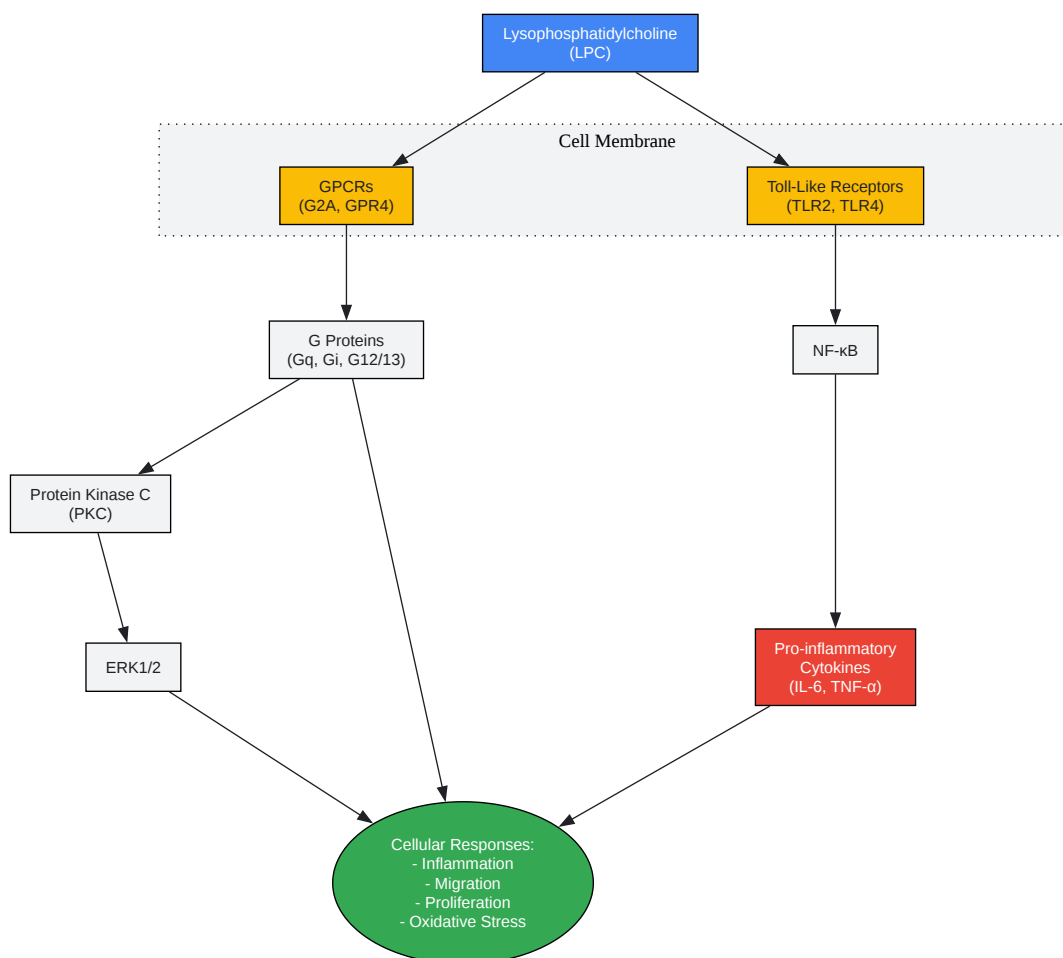 Lysophosphatidylcholine
(LPC)
Cell Membrane
GPCRs
(G2A, GPR4)
Toll-Like Receptors
(TLR2, TLR4)
G Proteins
(Gq, Gi, G12/13)
NF-κB
Protein Kinase C
(PKC)
ERK1/2
Pro-inflammatory
Cytokines
(IL-6, TNF-α)
Cellular Responses:
- Inflammation
- Migration
- Proliferation
- Oxidative Stress